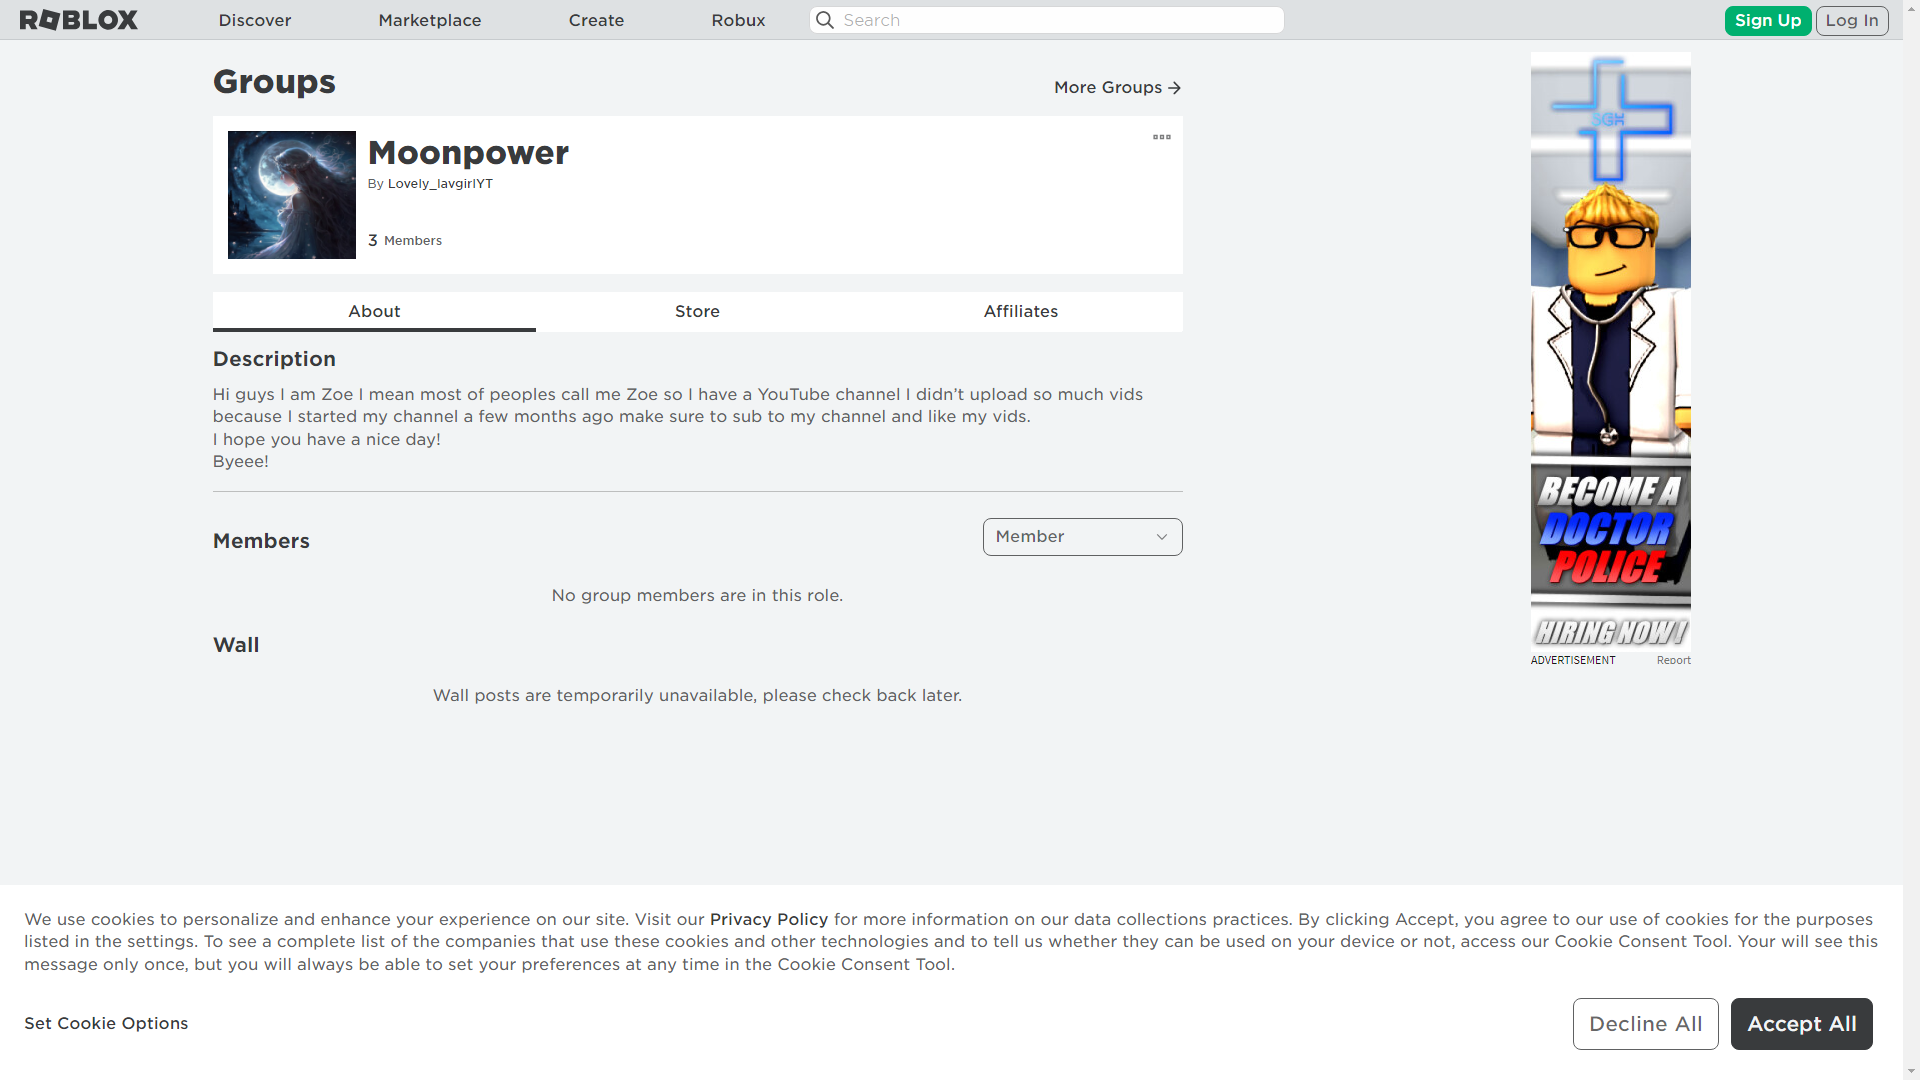 ROBLOX
Discover
Marketplace
Create
Robux
Search
Sign Up
Log In
Groups
More Groups
Moonpower
By Lovely_lavgirlYT
3 Members
About
Store
Affiliates
Description
Hi guys I am Zoe I mean most of peoples call me Zoe so I have a YouTube channel I didn’t upload so much vids
because I started my channel a few months ago make sure to sub to my channel and like my vids.
I hope you have a nice day!
Byeee!
Members
Member
No group members are in this role.
Wall
Wall posts are temporarily unavailable, please check back later.
SGH
BECOME A
DOCTOR
POLICE
HIRING NOW!
ADVERTISEMENT
Report
We use cookies to personalize and enhance your experience on our site. Visit our Privacy Policy for more information on our data collections practices. By clicking Accept, you agree to our use of cookies for the purposes
listed in the settings. To see a complete list of the companies that use these cookies and other technologies and to tell us whether they can be used on your device or not, access our Cookie Consent Tool. Your will see this
message only once, but you will always be able to set your preferences at any time in the Cookie Consent Tool.
Set Cookie Options
Decline All
Accept All